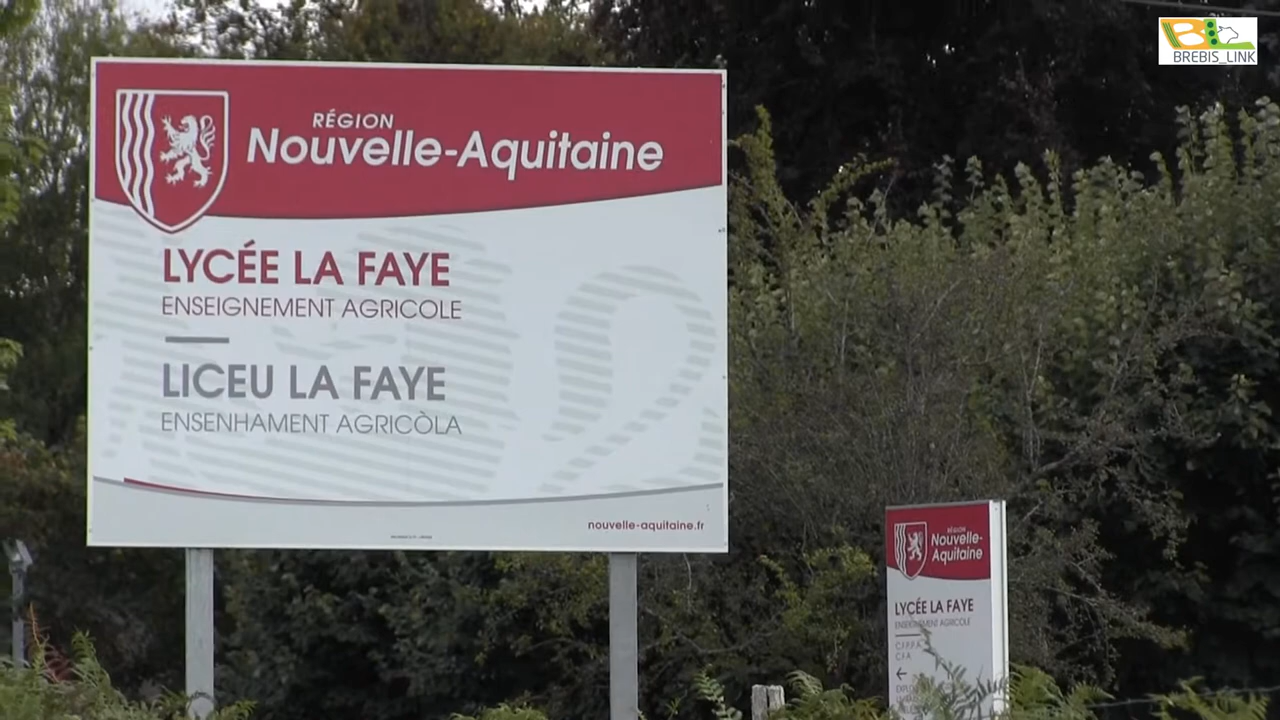 BREBIS_LINK
RÉGION
Nouvelle-Aquitaine
LYCÉE LA FAYE
ENSEIGNEMENT AGRICOLE
LICEU LA FAYE
ENSENHAMENT AGRICÒLA
nouvelle-aquitaine.fr
RÉGION
Nouvelle-
Aquitaine
LYCÉE LA FAYE
ENSEIGNEMENT AGRICOLE
C.F.P.P.A
C.F.A